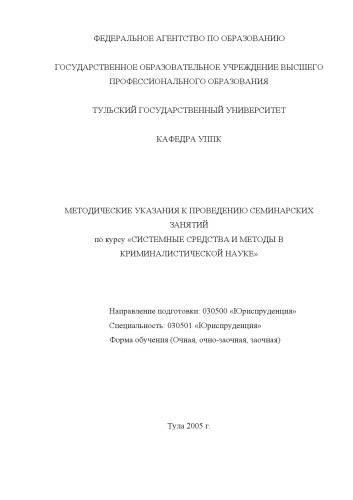 ФЕДЕРАЛЬНОЕ АГЕНТСТВО ПО ОБРАЗОВАНИЮ
ГОСУДАРСТВЕННОЕ ОБРАЗОВАТЕЛЬНОЕ УЧРЕЖДЕНИЕ ВЫСШЕГО
ПРОФЕССИОНАЛЬНОГО ОБРАЗОВАНИЯ
ТУЛЬСКИЙ ГОСУДАРСТВЕННЫЙ УНИВЕРСИТЕТ
КАФЕДРА УППК
МЕТОДИЧЕСКИЕ УКАЗАНИЯ К ПРОВЕДЕНИЮ СЕМИНАРСКИХ
ЗАНЯТИЙ
по курсу «СИСТЕМНЫЕ СРЕДСТВА И МЕТОДЫ В
КРИМИНАЛИСТИЧЕСКОЙ НАУКЕ»
Направление подготовки: 030500 «Юриспруденция»
Специальность: 030501 «Юриспруденция»
Форма обучения (Очная, очно-заочная, заочная)
Тула 2005 г.